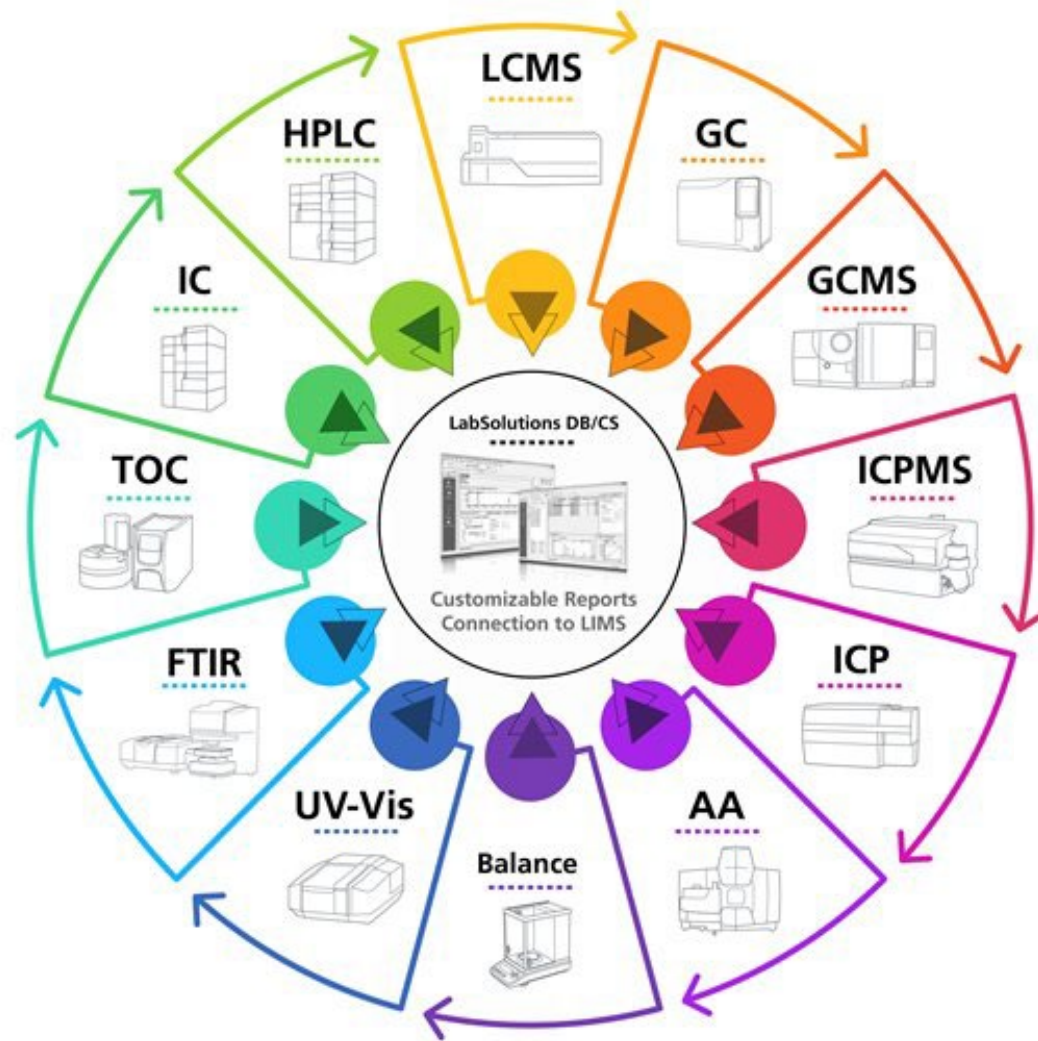 LCMS
HPLC
GC
IC
GCMS
LabSolutions DB/CS
TOC
ICPMS
Customizable Reports
Connection to LIMS
FTIR
ICP
UV-Vis
AA
Balance